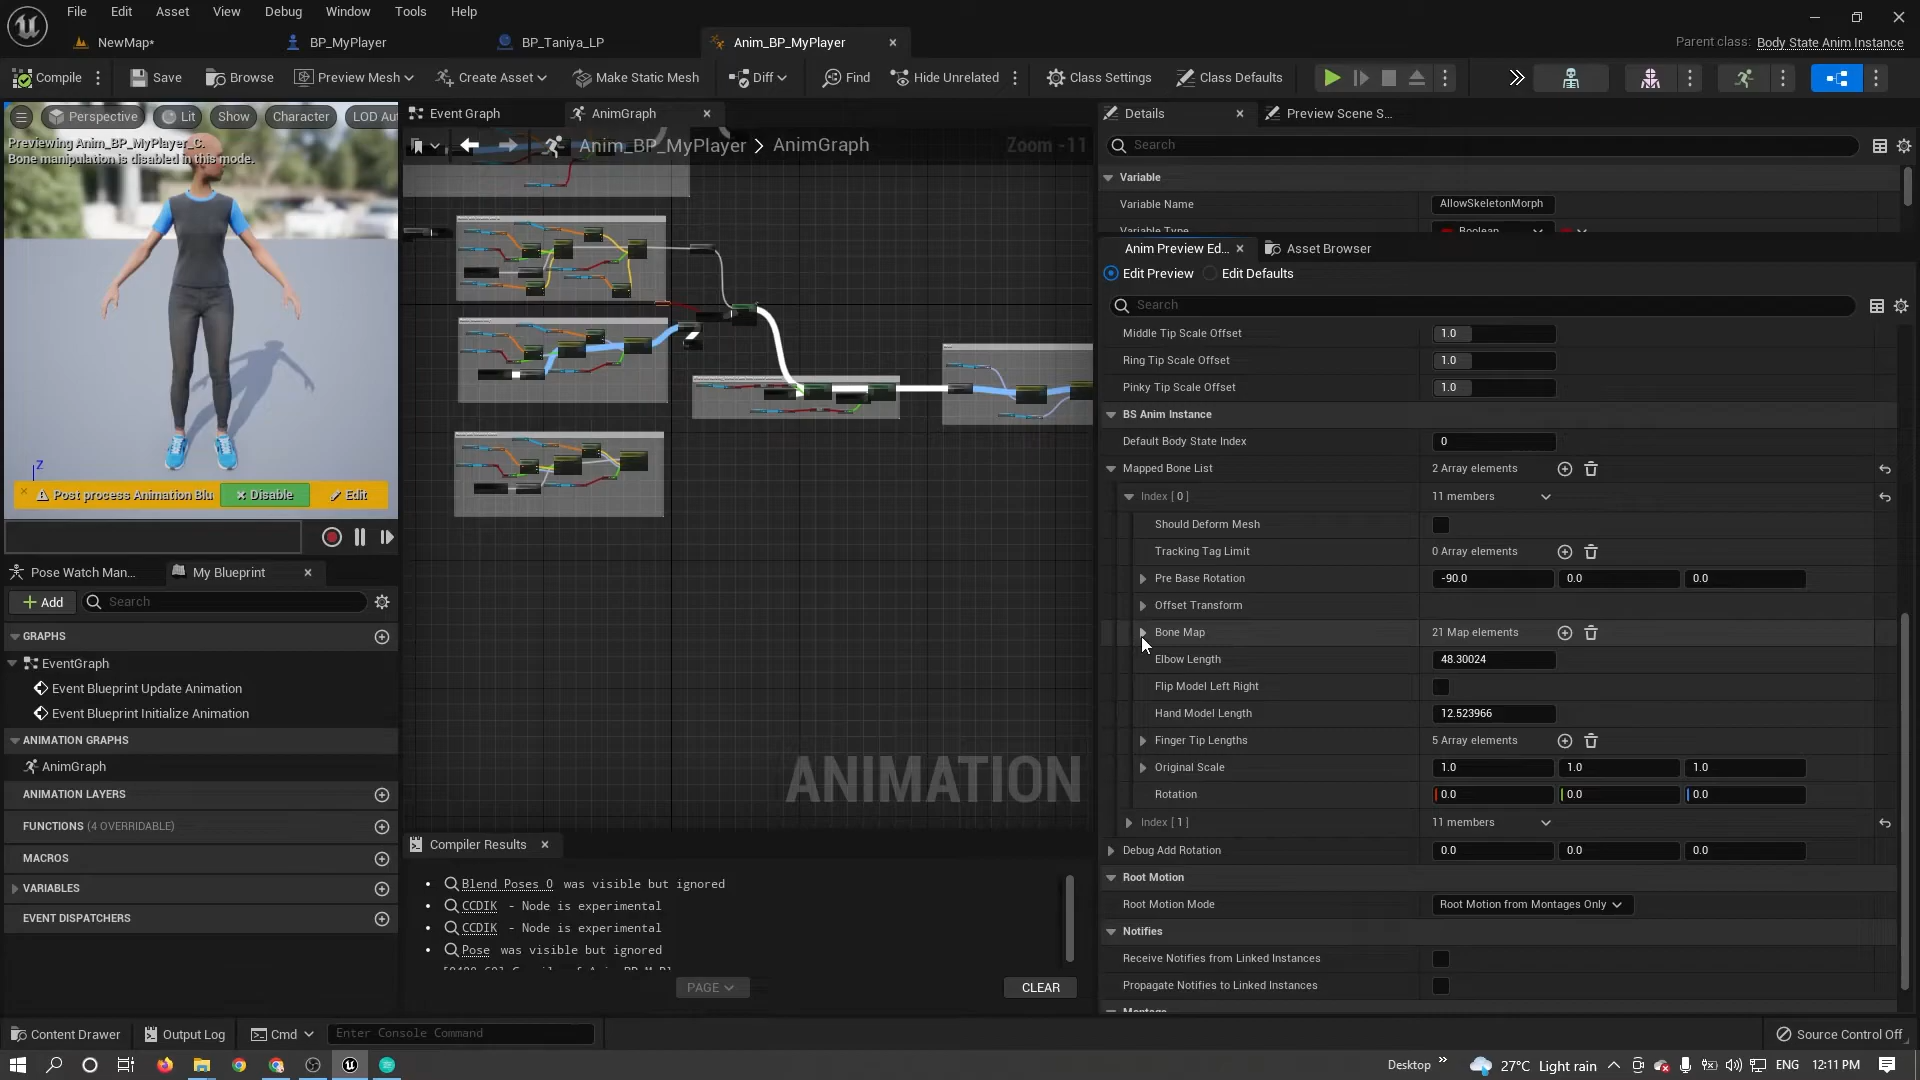 File Edit View Asset Debug Window Tools Help
NewMap*
BP_MyPlayer
BP_Taniya_LP
Anim_BP_MyPlayer
Parent class: Body State Anim Instance
Compile
Save
Browse
Preview Mesh
Create Asset
Make Static Mesh
Diff
Find
Hide Unrelated
Class Settings
Class Defaults
Perspective
Lit
Show
Character
LOD Aut
Previewing Anim_BP_MyPlayer_C.
Bone manipulation is disabled in this mode.
Z
Post process Animation Blu
Disable
Edit
Event Graph
AnimGraph
Anim_BP_MyPlayer > AnimGraph
Zoom -11
ANIMATION
Pose Watch Man...
My Blueprint
Add
Search
GRAPHS
EventGraph
Event Blueprint Update Animation
Event Blueprint Initialize Animation
ANIMATION GRAPHS
AnimGraph
ANIMATION LAYERS
FUNCTIONS (4 OVERRIDABLE)
MACROS
VARIABLES
EVENT DISPATCHERS
Compiler Results
Blend Poses 0 was visible but ignored
CCDIK - Node is experimental
CCDIK - Node is experimental
Pose was visible but ignored
PAGE
CLEAR
Details
Preview Scene S...
Search
Variable
Variable Name AllowSkeletonMorph
Variable Type Boolean
Anim Preview Ed...
Asset Browser
Edit Preview
Edit Defaults
Search
Middle Tip Scale Offset 1.0
Ring Tip Scale Offset 1.0
Pinky Tip Scale Offset 1.0
BS Anim Instance
Default Body State Index 0
Mapped Bone List 2 Array elements
Index [ 0 ] 11 members
Should Deform Mesh
Tracking Tag Limit 0 Array elements
Pre Base Rotation -90.0 0.0 0.0
Offset Transform
Bone Map 21 Map elements
Elbow Length 48.30024
Flip Model Left Right
Hand Model Length 12.523966
Finger Tip Lengths 5 Array elements
Original Scale 1.0 1.0 1.0
Rotation 0.0 0.0 0.0
Index [ 1 ] 11 members
Debug Add Rotation 0.0 0.0 0.0
Root Motion
Root Motion Mode Root Motion from Montages Only
Notifies
Receive Notifies from Linked Instances
Propagate Notifies to Linked Instances
Montage
Content Drawer
Output Log
Cmd
Enter Console Command
Source Control Off
Desktop
27°C Light rain
ENG
12:11 PM